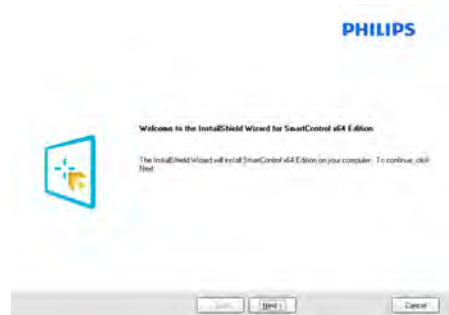 PHILIPS
Welcome to the InstallShield Wizard for SmartControl x64 Edition
The InstallShield Wizard will install SmartControl x64 Edition on your computer. To continue, click
Next
Next >
Cancel